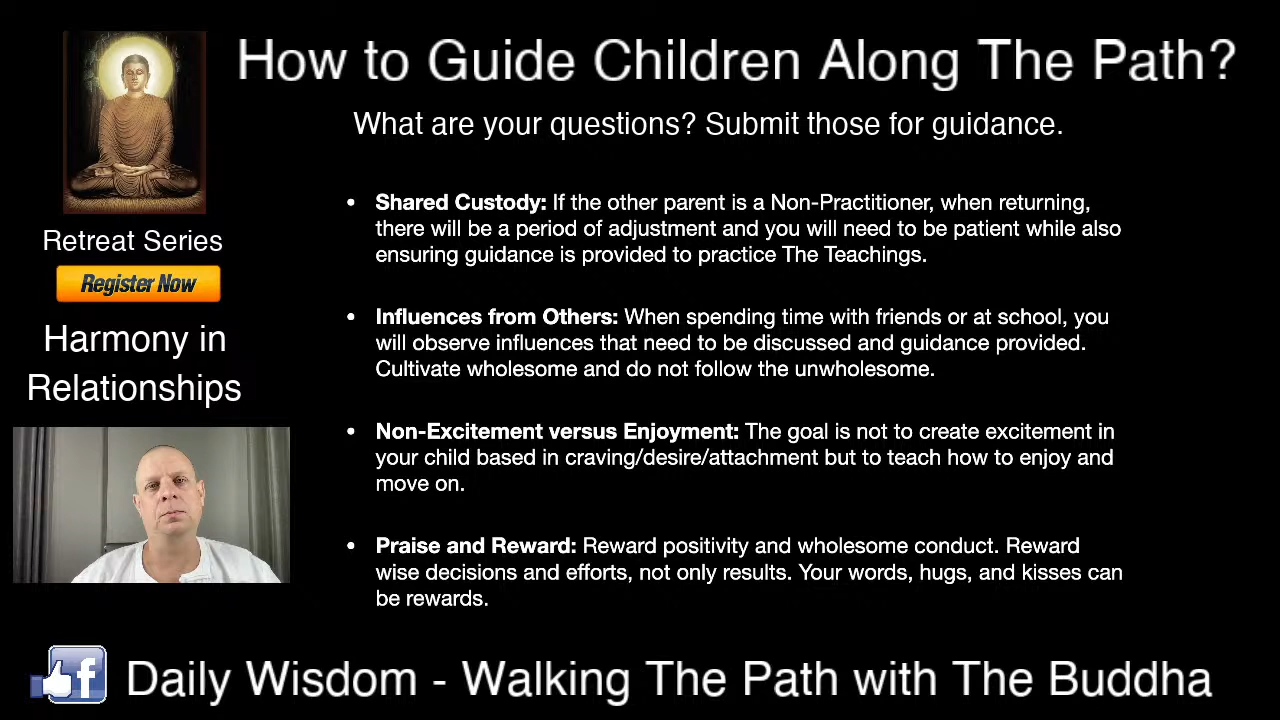 How to Guide Children Along The Path?
What are your questions? Submit those for guidance.
Retreat Series
Register Now
Harmony in
Relationships
• Shared Custody: If the other parent is a Non-Practitioner, when returning,
there will be a period of adjustment and you will need to be patient while also
ensuring guidance is provided to practice The Teachings.
• Influences from Others: When spending time with friends or at school, you
will observe influences that need to be discussed and guidance provided.
Cultivate wholesome and do not follow the unwholesome.
• Non-Excitement versus Enjoyment: The goal is not to create excitement in
your child based in craving/desire/attachment but to teach how to enjoy and
move on.
• Praise and Reward: Reward positivity and wholesome conduct. Reward
wise decisions and efforts, not only results. Your words, hugs, and kisses can
be rewards.
f Daily Wisdom - Walking The Path with The Buddha